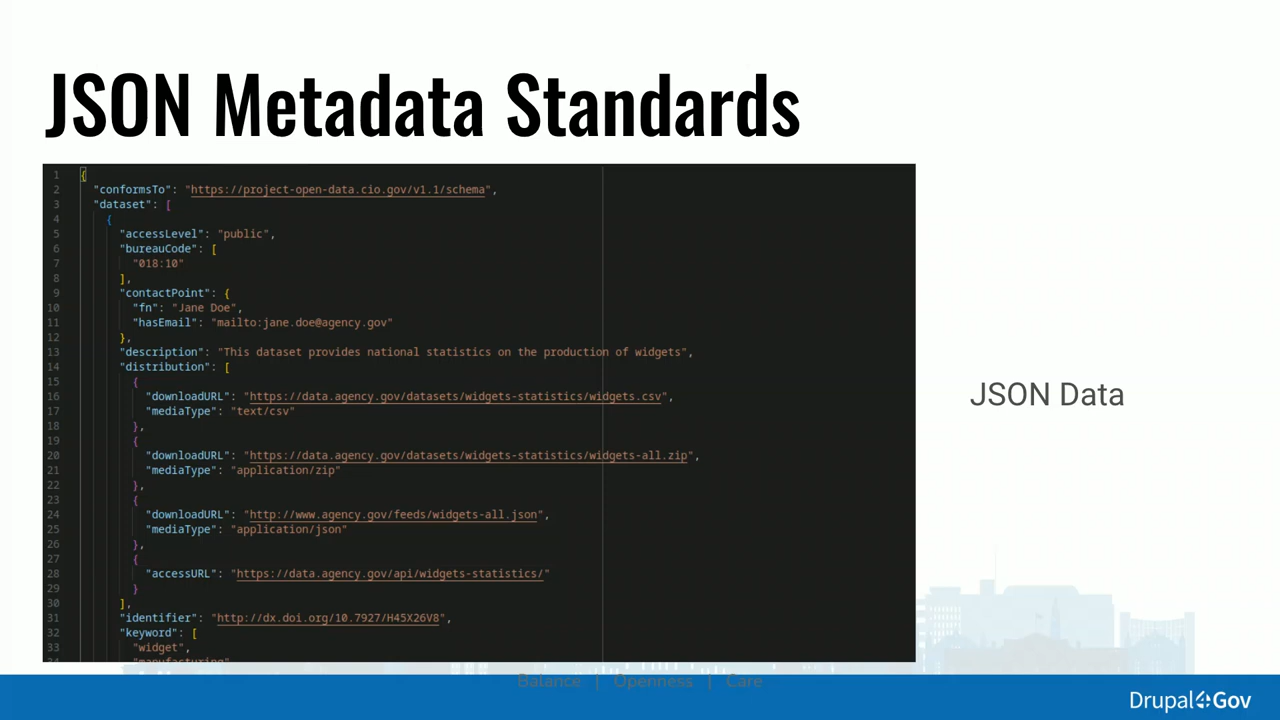 JSON Metadata Standards
1 {
2 "conformsTo": "https://project-open-data.cio.gov/v1.1/schema",
3 "dataset": [
4 {
5 "accessLevel": "public",
6 "bureauCode": [
7 "018:10"
8 ],
9 "contactPoint": {
10 "fn": "Jane Doe",
11 "hasEmail": "mailto:jane.doe@agency.gov"
12 },
13 "description": "This dataset provides national statistics on the production of widgets",
14 "distribution": [
15 {
16 "downloadURL": "https://data.agency.gov/datasets/widgets-statistics/widgets.csv",
17 "mediaType": "text/csv"
18 },
19 {
20 "downloadURL": "https://data.agency.gov/datasets/widgets-statistics/widgets-all.zip",
21 "mediaType": "application/zip"
22 },
23 {
24 "downloadURL": "http://www.agency.gov/feeds/widgets-all.json",
25 "mediaType": "application/json"
26 },
27 {
28 "accessURL": "https://data.agency.gov/api/widgets-statistics/"
29 }
30 ],
31 "identifier": "http://dx.doi.org/10.7927/H45X26V8",
32 "keyword": [
33 "widget",
34 "manufacturing"
JSON Data
Balance | Openness | Care
Drupal4Gov